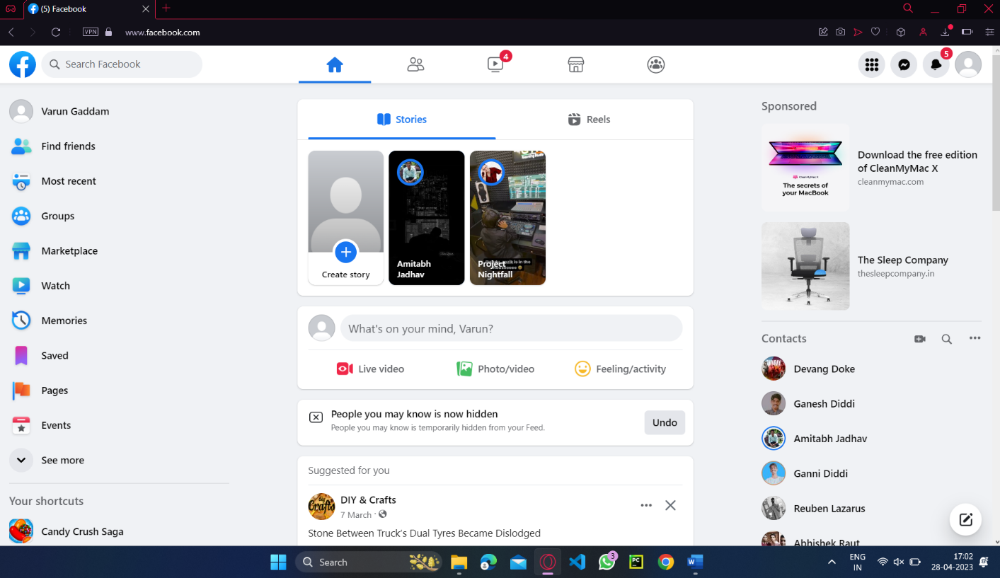 (5) Facebook
VPN
www.facebook.com
Search Facebook
4
5
Varun Gaddam
Find friends
Most recent
Groups
Marketplace
Watch
Memories
Saved
Pages
Events
See more
Your shortcuts
Candy Crush Saga
Stories
Reels
Create story
Amitabh
Jadhav
Project
Nightfall
What's on your mind, Varun?
Live video
Photo/video
Feeling/activity
People you may know is now hidden
People you may know is temporarily hidden from your Feed.
Undo
Suggested for you
DIY & Crafts
7 March ·
Stone Between Truck's Dual Tyres Became Dislodged
Sponsored
CleanMyMac X
The secrets of
your MacBook
Download the free edition
of CleanMyMac X
cleanmymac.com
The Sleep Company
thesleepcompany.in
Contacts
Devang Doke
Ganesh Diddi
Amitabh Jadhav
Ganni Diddi
Reuben Lazarus
Abhishek Raut
Search
3
PC
W
ENG
IN
17:02
28-04-2023